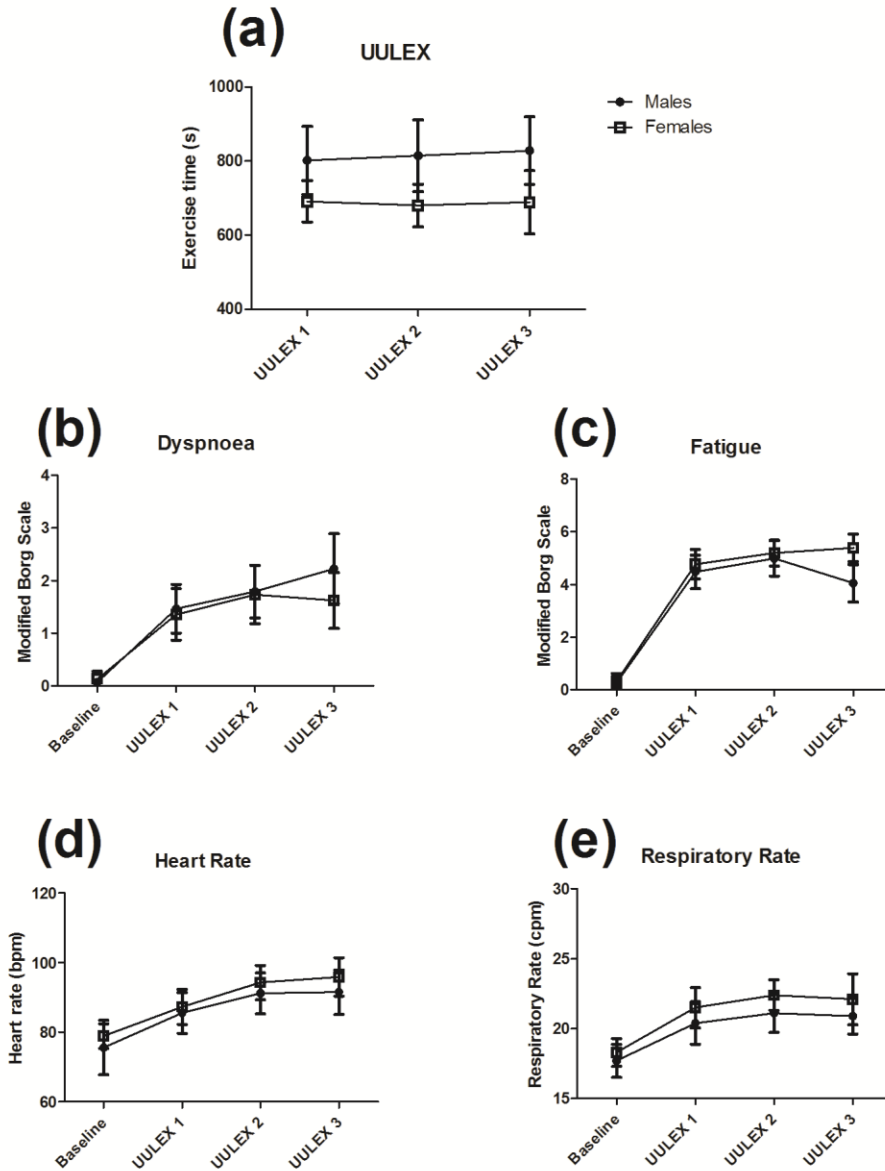 (a)
UULEX
Exercise time (s)
1000
800
600
400
UULEX 1
UULEX 2
UULEX 3
Males
Females
(b)
Dyspnoea
Modified Borg Scale
4
3
2
1
0
Baseline
UULEX 1
UULEX 2
UULEX 3
(c)
Fatigue
Modified Borg Scale
8
6
4
2
0
Baseline
UULEX 1
UULEX 2
UULEX 3
(d)
Heart Rate
Heart rate (bpm)
120
100
80
60
Baseline
UULEX 1
UULEX 2
UULEX 3
(e)
Respiratory Rate
Respiratory Rate (cpm)
30
25
20
15
Baseline
UULEX 1
UULEX 2
UULEX 3